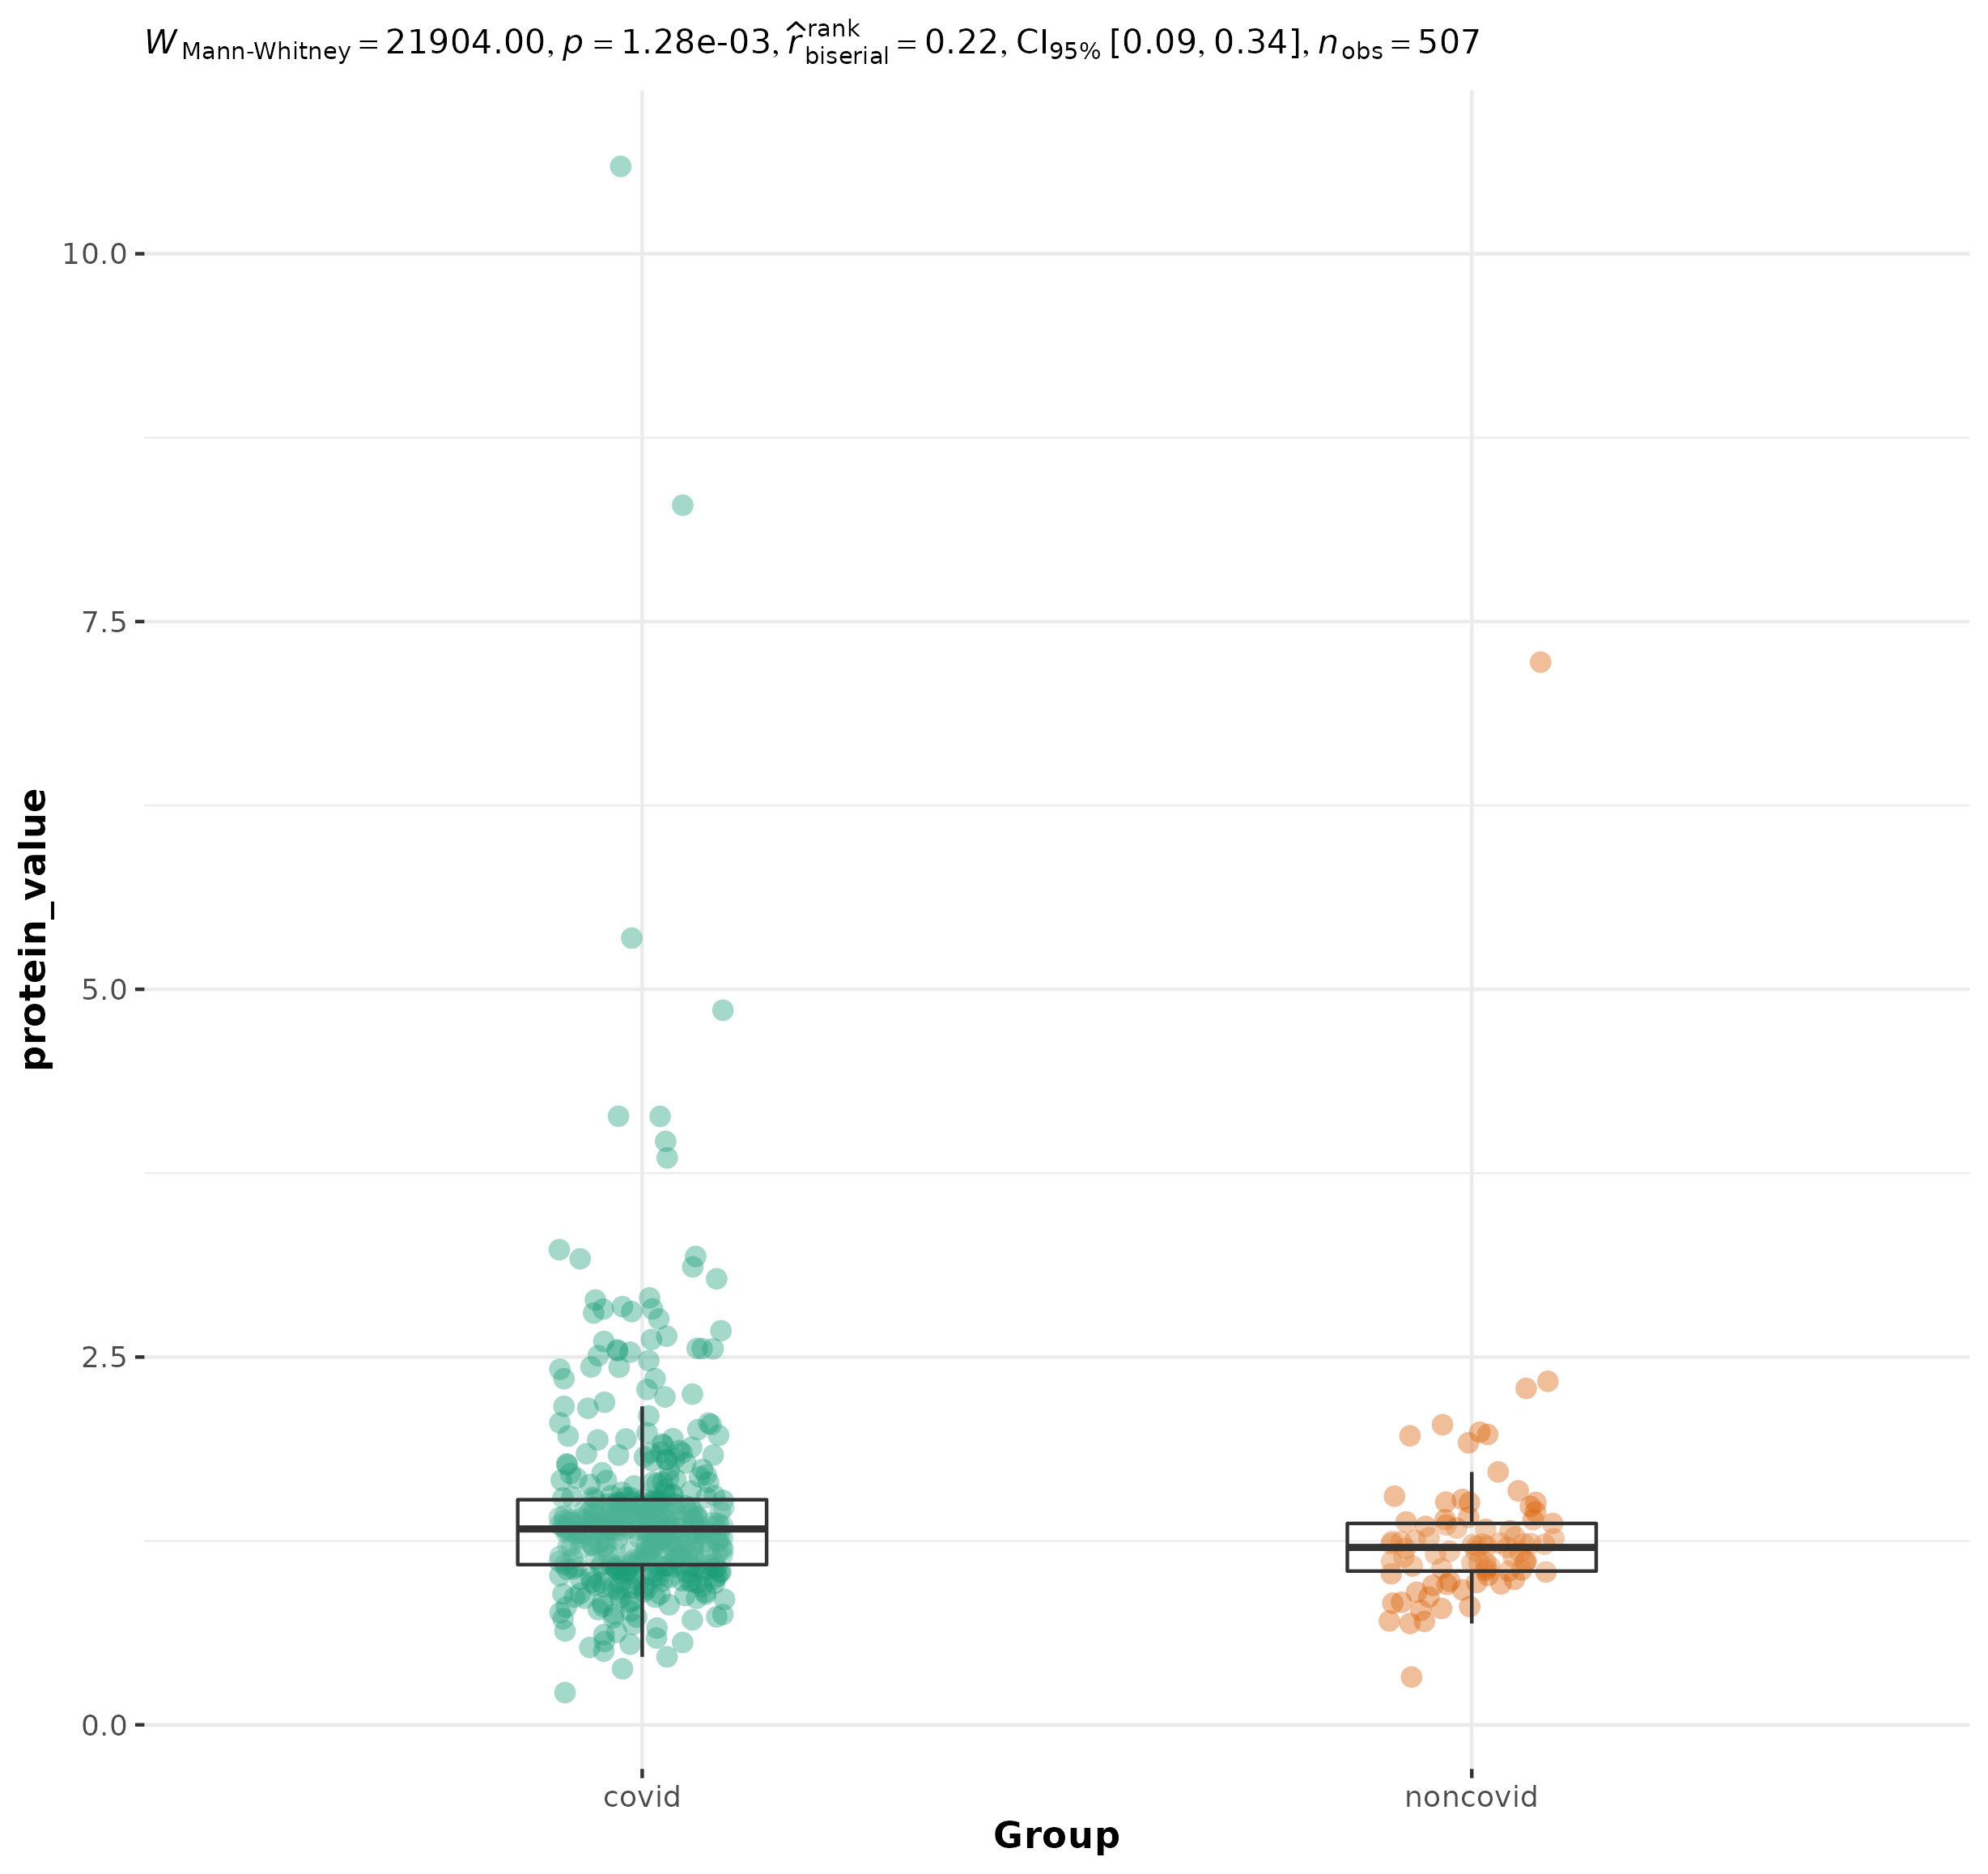 W Mann-Whitney = 21904.00, p = 1.28e-03, r̂ rank biserial = 0.22, CI95% [0.09, 0.34], nobs = 507
10.0
7.5
5.0
2.5
0.0
protein_value
covid noncovid
Group